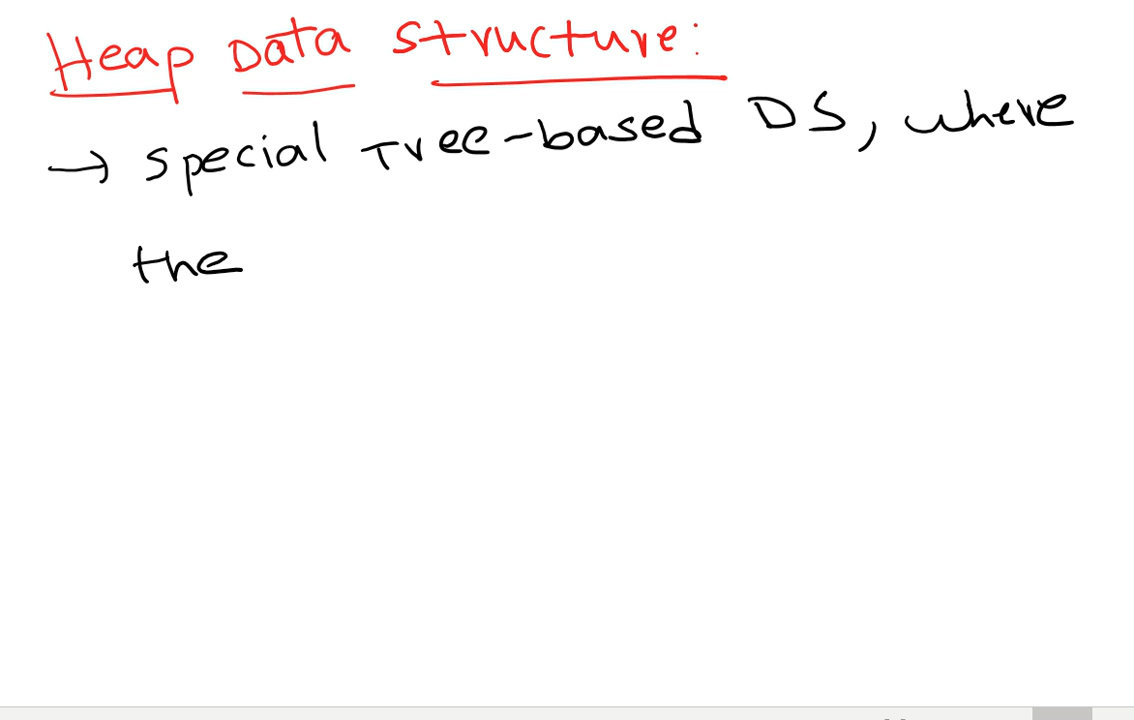 Heap Data structure:
→ special Tree-based DS, where
the